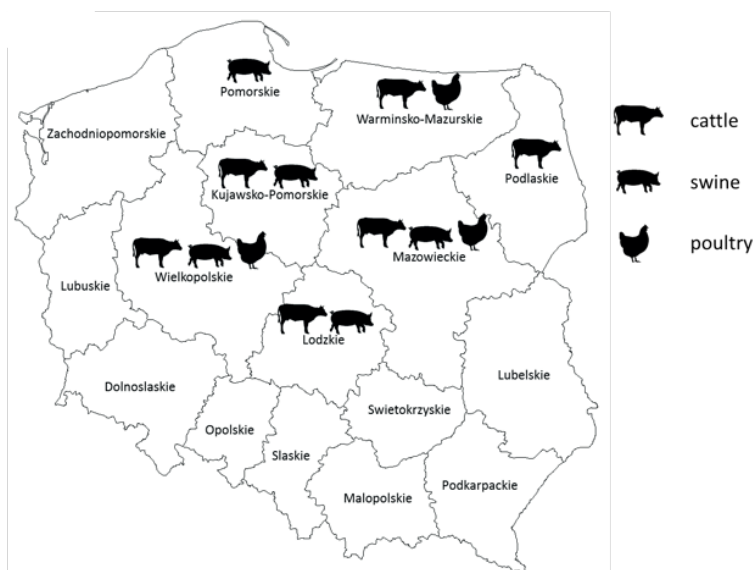 Pomorskie
Warminsko-Mazurskie
Zachodniopomorskie
Podlaskie
Kujawsko-Pomorskie
Mazowieckie
Wielkopolskie
Lubuskie
Lodzkie
Lubelskie
Dolnoslaskie
Swietokrzyskie
Opolskie
Slaskie
Podkarpackie
Malopolskie
cattle
swine
poultry